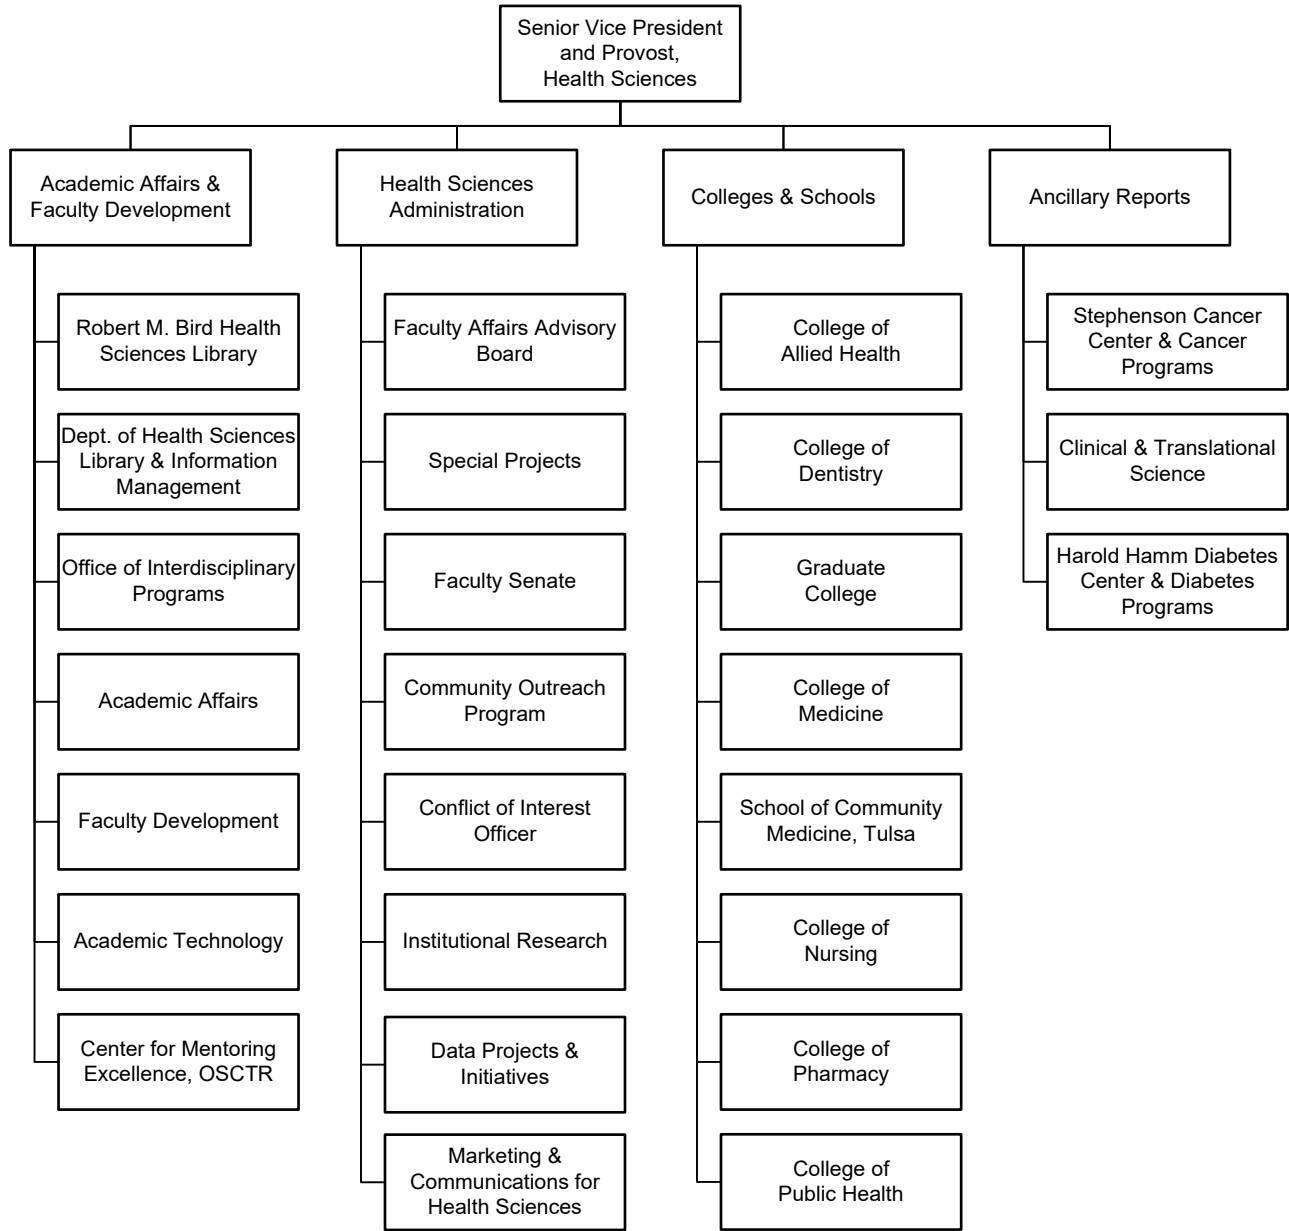 Senior Vice President
and Provost,
Health Sciences
Academic Affairs &
Faculty Development
Robert M. Bird Health
Sciences Library
Dept. of Health Sciences
Library & Information
Management
Office of Interdisciplinary
Programs
Academic Affairs
Faculty Development
Academic Technology
Center for Mentoring
Excellence, OSCTR
Health Sciences
Administration
Faculty Affairs Advisory
Board
Special Projects
Faculty Senate
Community Outreach
Program
Conflict of Interest
Officer
Institutional Research
Data Projects &
Initiatives
Marketing &
Communications for
Health Sciences
Colleges & Schools
College of
Allied Health
College of
Dentistry
Graduate
College
College of
Medicine
School of Community
Medicine, Tulsa
College of
Nursing
College of
Pharmacy
College of
Public Health
Ancillary Reports
Stephenson Cancer
Center & Cancer
Programs
Clinical & Translational
Science
Harold Hamm Diabetes
Center & Diabetes
Programs